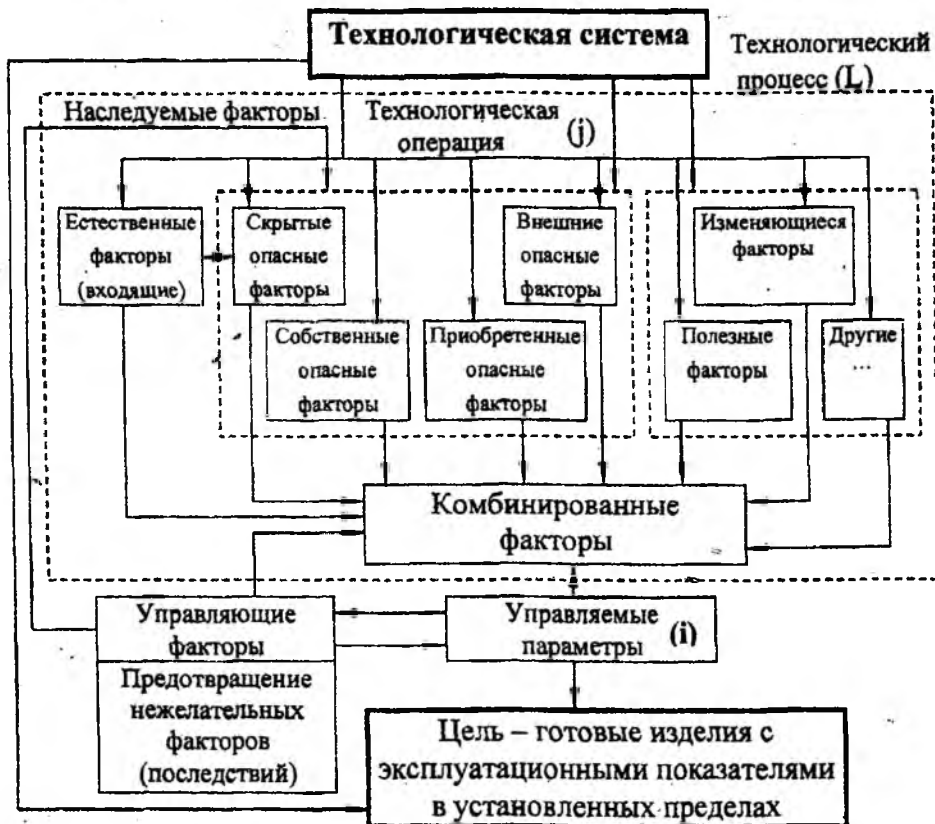 Технологическая система
Технологический
процесс (L)
Наследуемые факторы
Технологическая
операция
(j)
Естественные
факторы
(входящие)
Скрытые
опасные
факторы
Внешние
опасные
факторы
Изменяющиеся
факторы
Собственные
опасные
факторы
Приобретенные
опасные
факторы
Полезные
факторы
Другие
...
Комбинированные
факторы
Управляющие
факторы
Управляемые
параметры
(i)
Предотвращение
нежелательных
факторов
(последствий)
Цель – готовые изделия с
эксплуатационными показателями
в установленных пределах